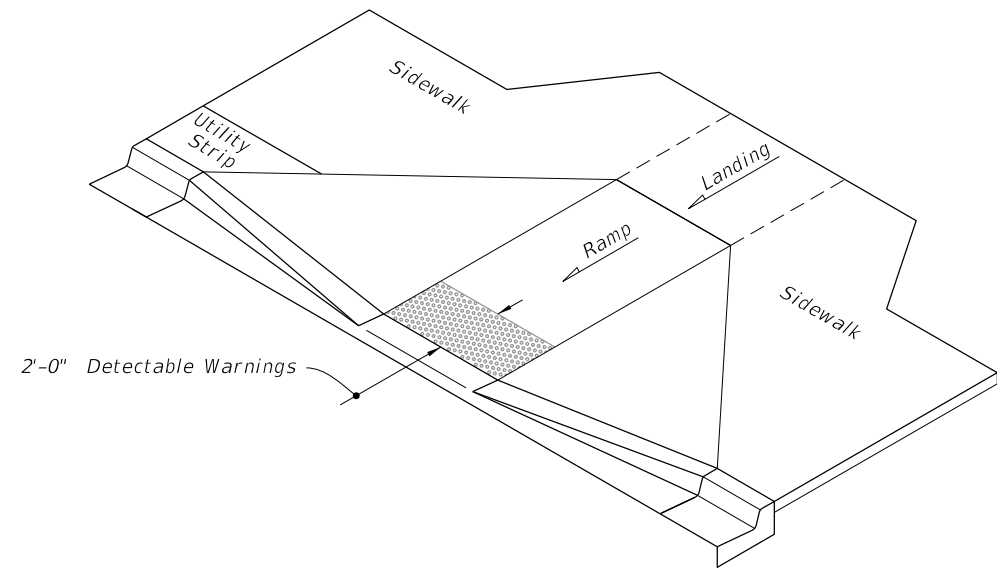 Sidewalk
Utility
Strip
Landing
Ramp
Sidewalk
2'-0" Detectable Warnings